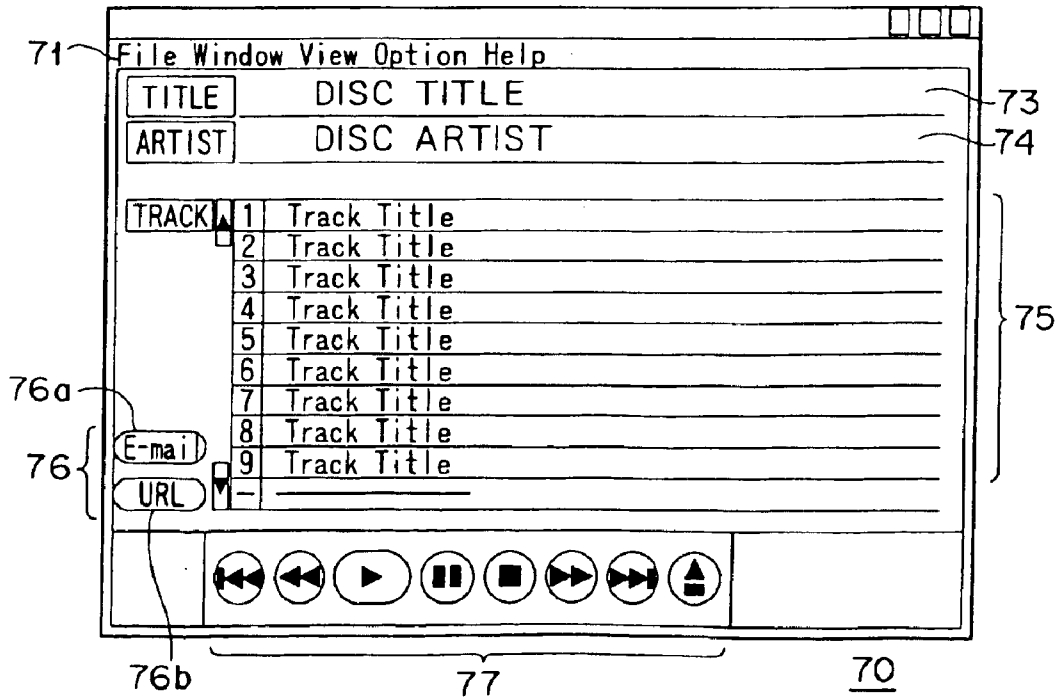 71
File Window View Option Help
TITLE DISC TITLE
73
ARTIST DISC ARTIST
74
TRACK 1 Track Title
2 Track Title
3 Track Title
4 Track Title
75
5 Track Title
6 Track Title
76a
7 Track Title
8 Track Title
E-mail
76
9 Track Title
URL
76b
77
70